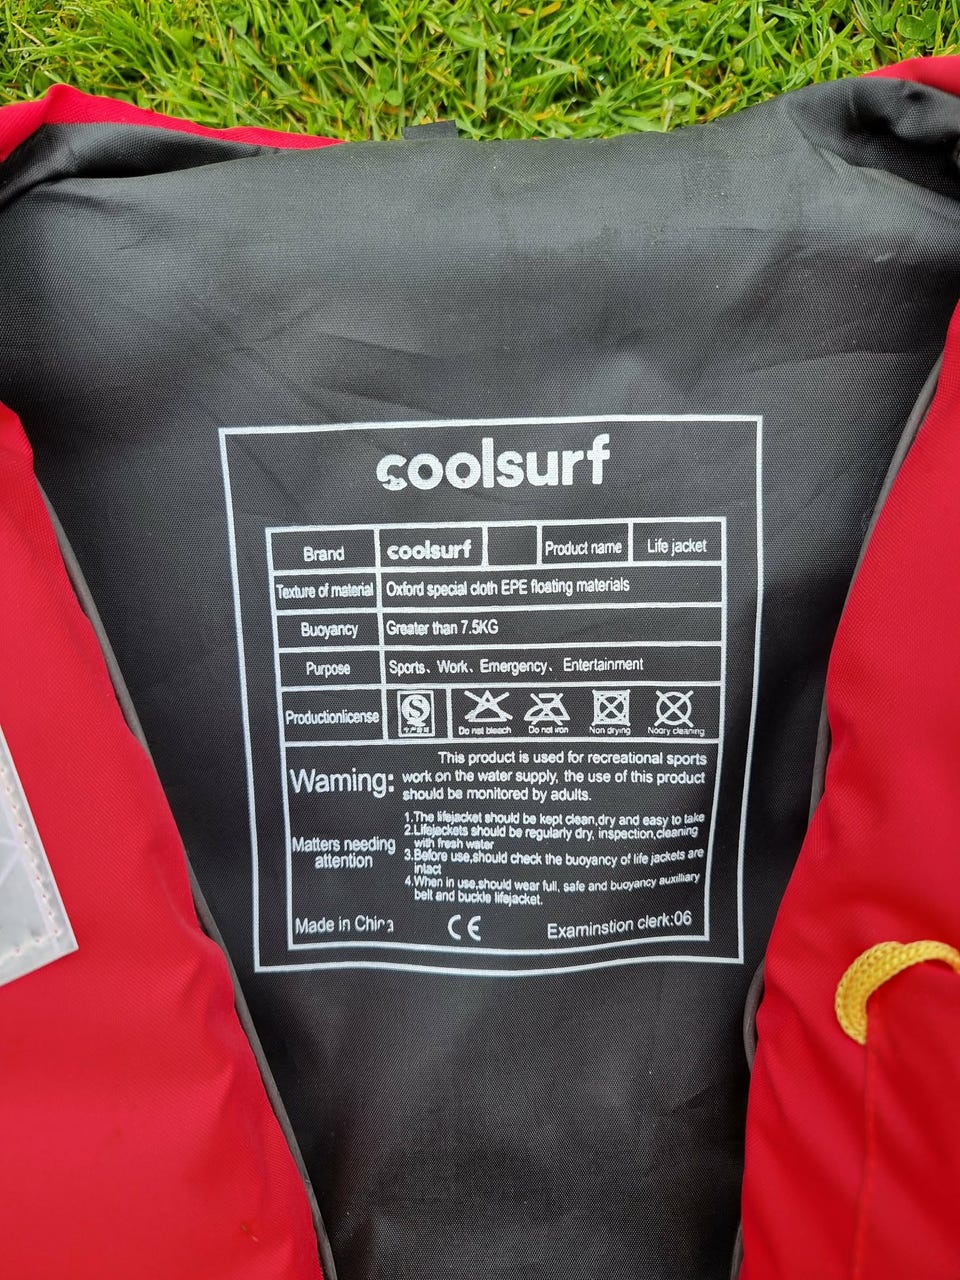 coolsurf
Brand coolsurf Product name Life jacket
Texture of material Oxford special cloth EPE floating materials
Buoyancy Greater than 7.5KG
Purpose Sports、Work、Emergency、Entertainment
Productionlicense
Do not bleach Do not iron Non drying Noory cleaning
Waming: This product is used for recreational sports
work on the water supply, the use of this product
should be monitored by adults.
Matters needing
attention
1.The lifejacket should be kept clean,dry and easy to take
2.Lifejackets should be regularly dry, inspection,cleaning
with fresh water
3.Before use,should check the buoyancy of life jackets are
intact
4.When in use,should wear full, safe and buoyancy auxilliary
belt and buckle lifejacket.
Made in China CE Examinstion clerk:06